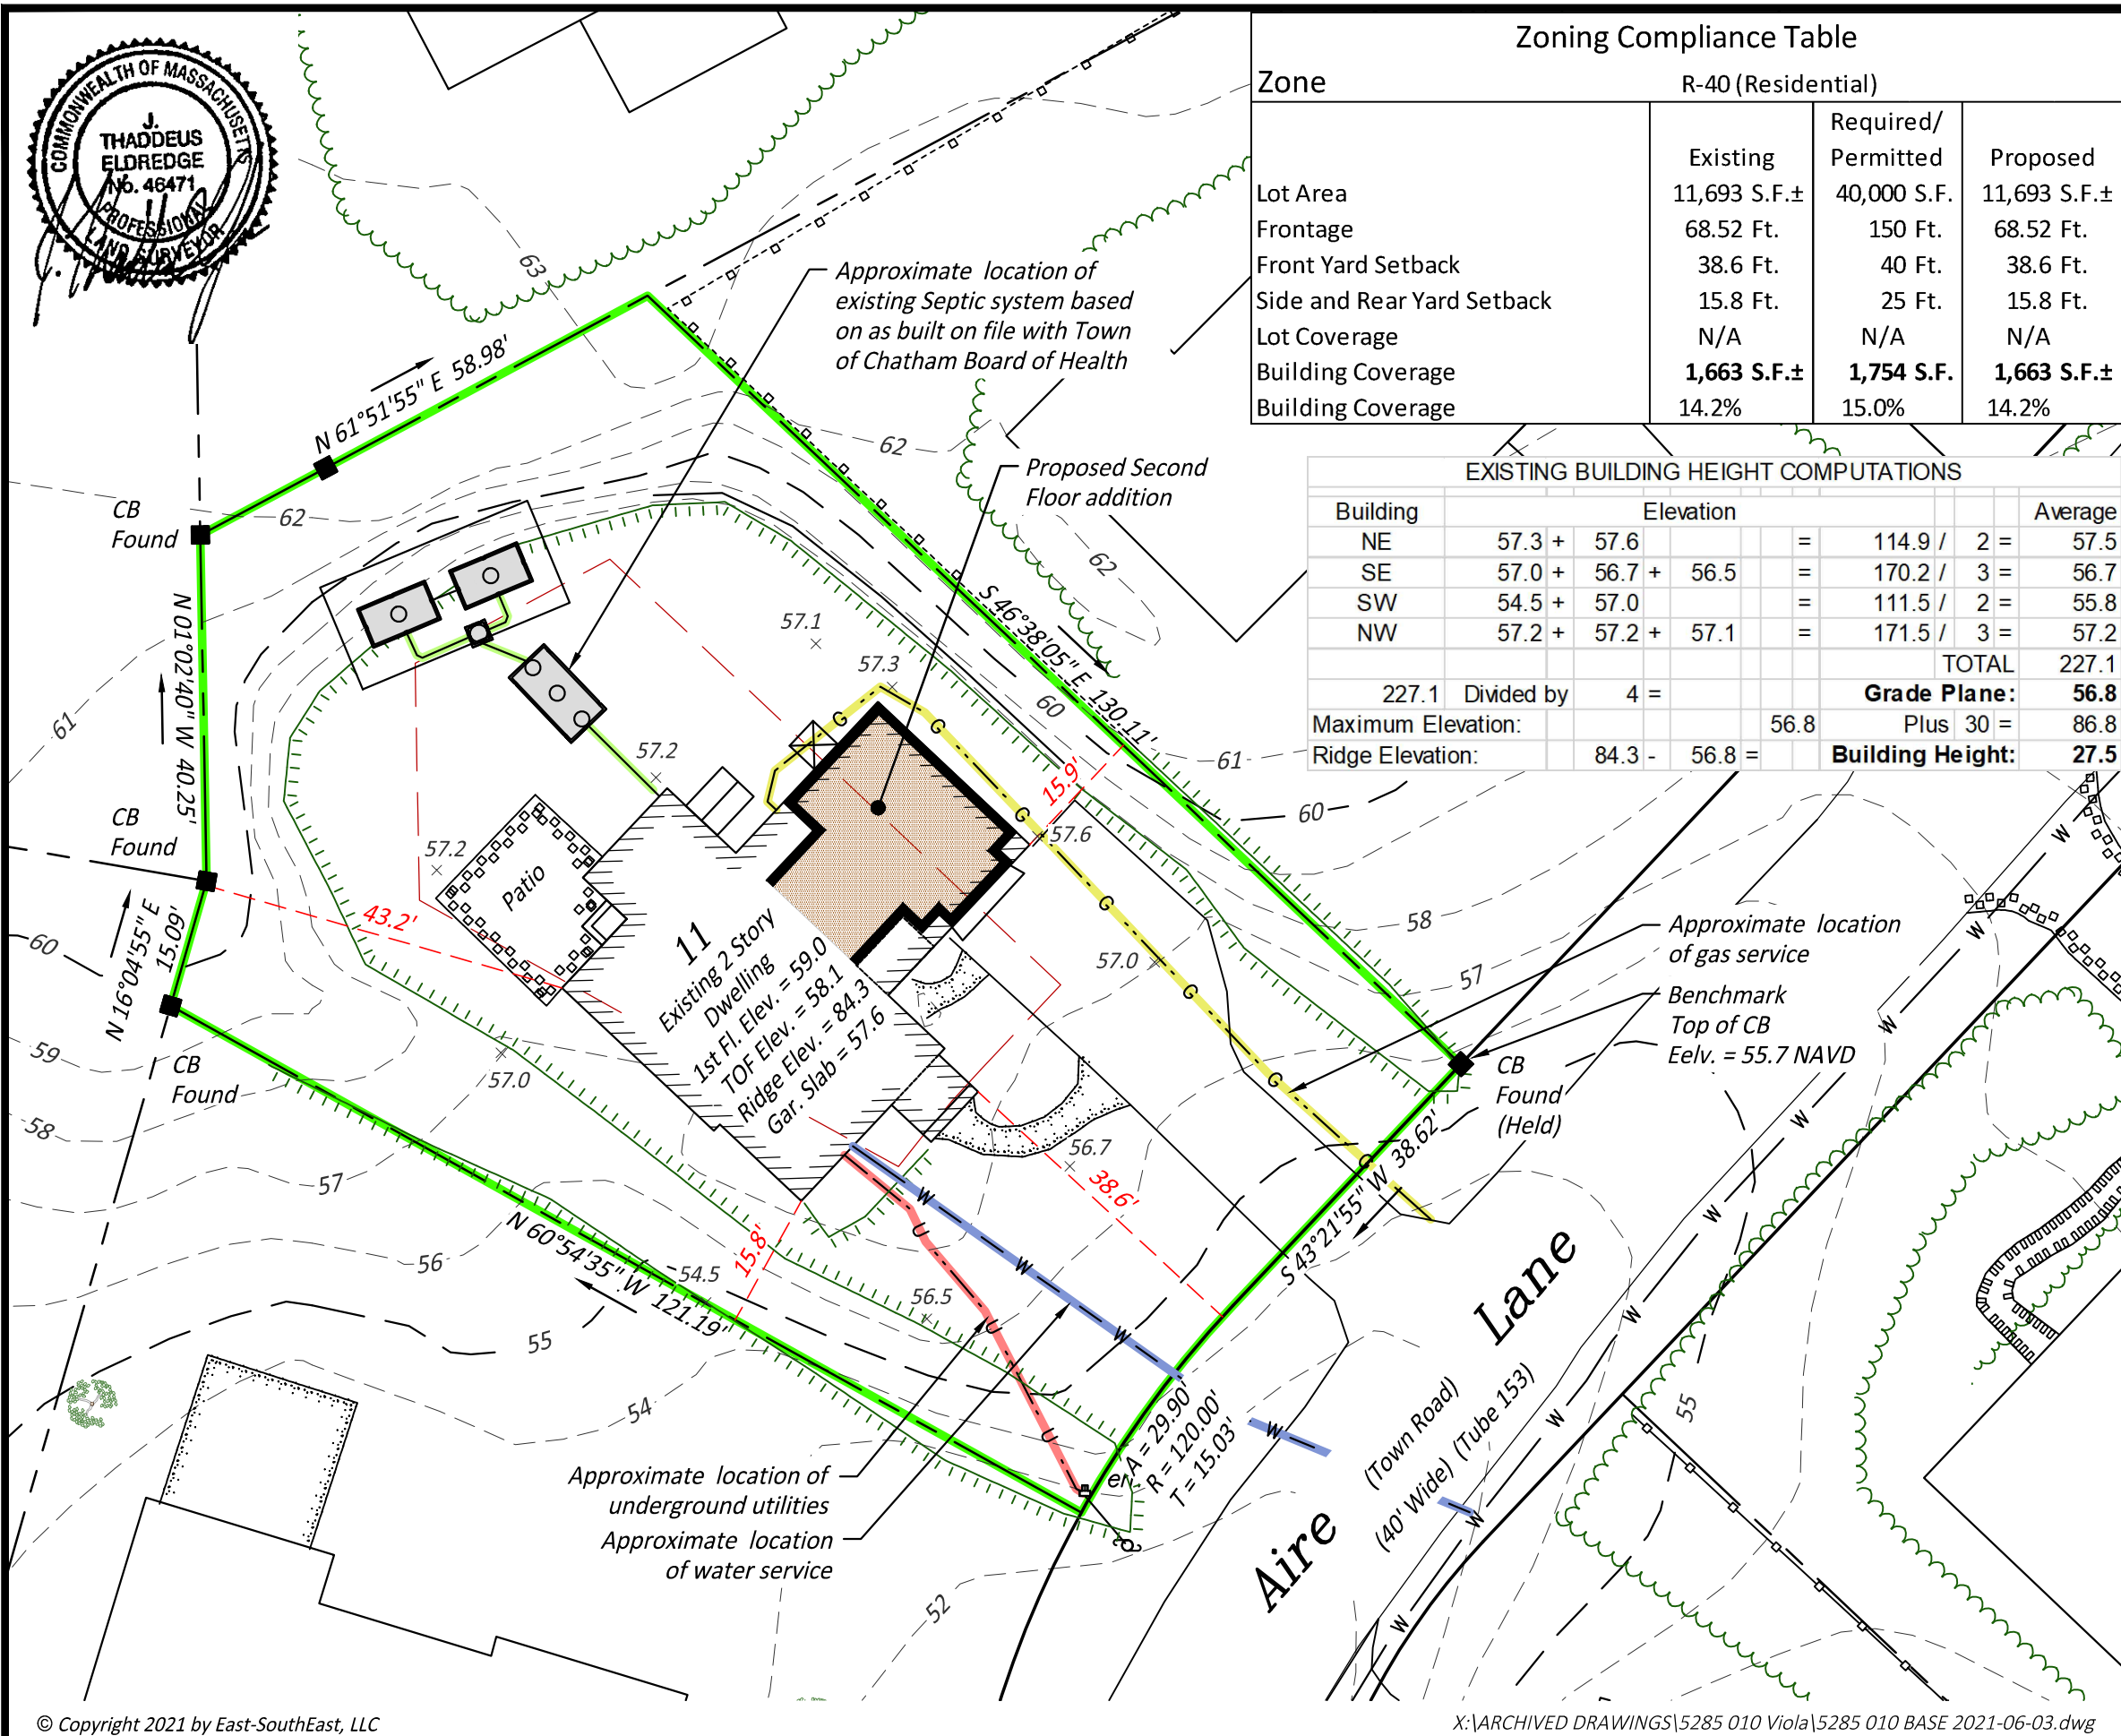 COMMONWEALTH OF MASSACHUSETTS
J.
THADDEUS
ELDREDGE
No. 46471
PROFESSIONAL
LAND SURVEYOR
Zoning Compliance Table
Zone R-40 (Residential)
Existing Required/ Permitted Proposed
Lot Area 11,693 S.F.± 40,000 S.F. 11,693 S.F.±
Frontage 68.52 Ft. 150 Ft. 68.52 Ft.
Front Yard Setback 38.6 Ft. 40 Ft. 38.6 Ft.
Side and Rear Yard Setback 15.8 Ft. 25 Ft. 15.8 Ft.
Lot Coverage N/A N/A N/A
Building Coverage 1,663 S.F.± 1,754 S.F. 1,663 S.F.±
Building Coverage 14.2% 15.0% 14.2%
EXISTING BUILDING HEIGHT COMPUTATIONS
Building Elevation Average
NE 57.3 + 57.6 = 114.9 / 2 = 57.5
SE 57.0 + 56.7 + 56.5 = 170.2 / 3 = 56.7
SW 54.5 + 57.0 = 111.5 / 2 = 55.8
NW 57.2 + 57.2 + 57.1 = 171.5 / 3 = 57.2
TOTAL 227.1
227.1 Divided by 4 = Grade Plane: 56.8
Maximum Elevation: 56.8 Plus 30 = 86.8
Ridge Elevation: 84.3 - 56.8 = Building Height: 27.5
63
Approximate location of
existing Septic system based
on as built on file with Town
of Chatham Board of Health
N 61°51'55" E 58.98'
Proposed Second
Floor addition
62
62
62
CB
Found
N 01°02'40" W 40.25'
S 46°38'05" E 130.11'
57.1
57.3
60
61
61
60
57.2
15.9'
57.6
G
G
G
G
G
G
G
CB
Found
57.2
Patio
43.2'
N 16°04'55" E
15.09'
60
59
58
57
56
55
54
52
11
Existing 2 Story
Dwelling
1st Fl. Elev. = 59.0
TOF Elev. = 58.1
Ridge Elev. = 84.3
Gar. Slab = 57.6
57.0
58
57
Approximate location
of gas service
Benchmark
Top of CB
Eelv. = 55.7 NAVD
CB
Found
(Held)
CB
Found
57.0
56.7
38.6'
S 43°21'55" W 38.62'
N 60°54'35" W 121.19'
54.5
15.8'
56.5
W
W
W
U
U
U
A = 29.90'
R = 120.00'
T = 15.03'
W
W
W
W
W
W
W
W
W
W
W
Aire Lane
(Town Road)
(40' Wide) (Tube 153)
55
Approximate location of
underground utilities
Approximate location
of water service
© Copyright 2021 by East-SouthEast, LLC
X:\ARCHIVED DRAWINGS\5285 010 Viola\5285 010 BASE 2021-06-03.dwg